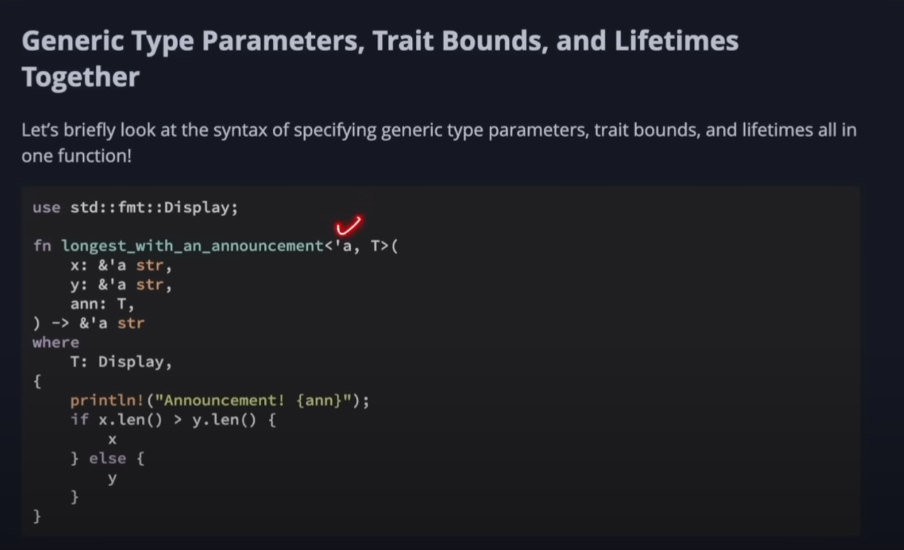 Generic Type Parameters, Trait Bounds, and Lifetimes
Together
Let’s briefly look at the syntax of specifying generic type parameters, trait bounds, and lifetimes all in
one function!
use std::fmt::Display;
fn longest_with_an_announcement<'a, T>(
    x: &'a str,
    y: &'a str,
    ann: T,
) -> &'a str
where
    T: Display,
{
    println!("Announcement! {ann}");
    if x.len() > y.len() {
        x
    } else {
        y
    }
}